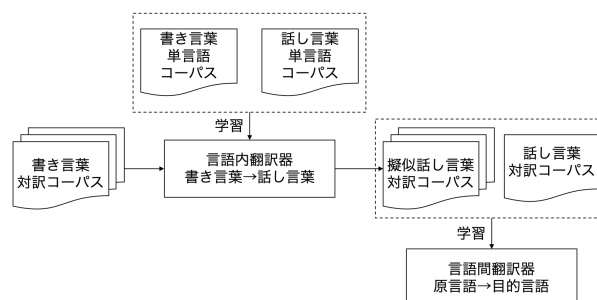 書き言葉
単言語
コーパス
話し言葉
単言語
コーパス
学習
書き言葉
対訳コーパス
言語内翻訳器
書き言葉→話し言葉
擬似話し言葉
対訳コーパス
話し言葉
対訳コーパス
学習
言語間翻訳器
原言語→目的言語